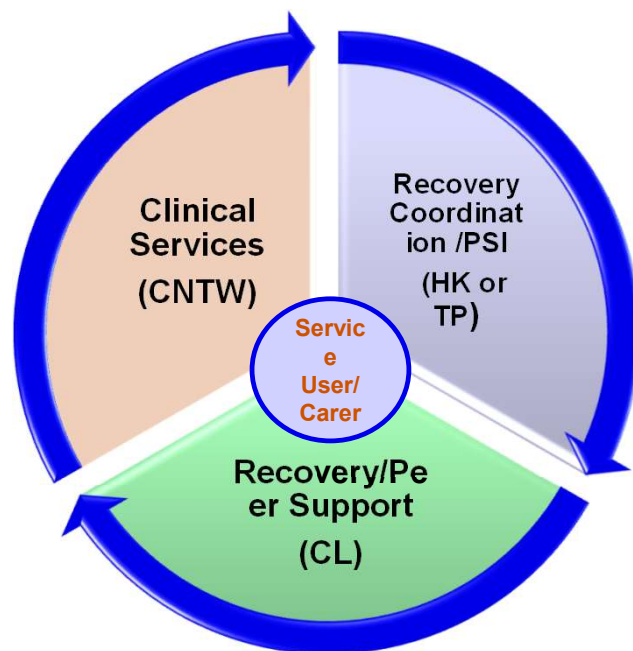 Clinical
Services
(CNTW)
Recovery
Coordinat
ion /PSI
(HK or
TP)
Servic
e
User/
Carer
Recovery/Pe
er Support
(CL)